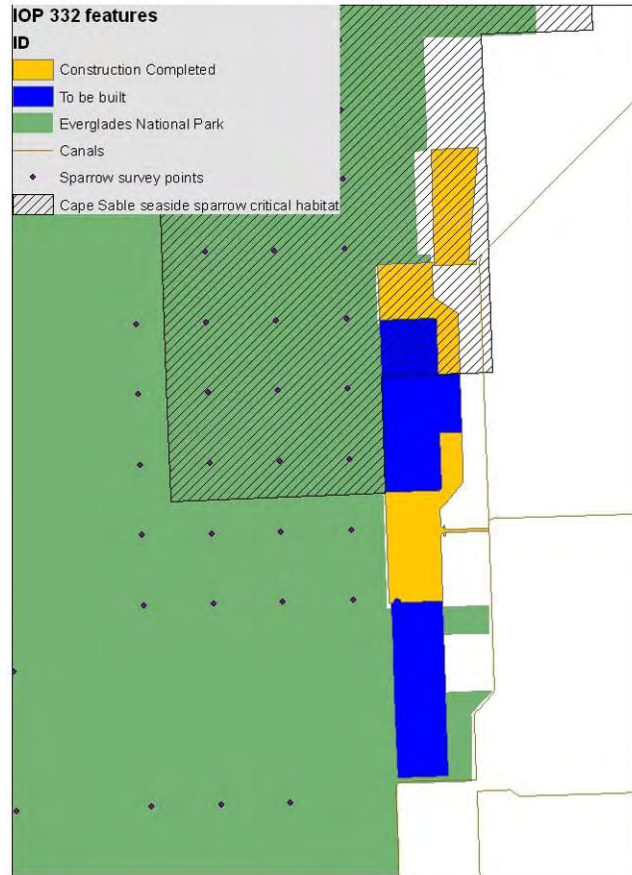 IOP 332 features
ID
Construction Completed
To be built
Everglades National Park
Canals
Sparrow survey points
Cape Sable seaside sparrow critical habitat